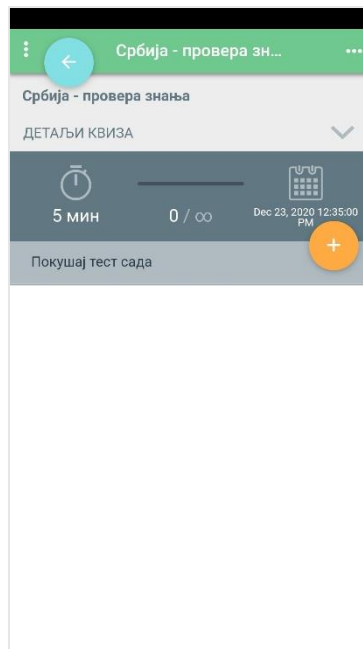 Србија - провера зн...
Србија - провера знања
ДЕТАЉИ КВИЗА
5 мин
0 / ∞
Dec 23, 2020 12:35:00
PM
Покушај тест сада